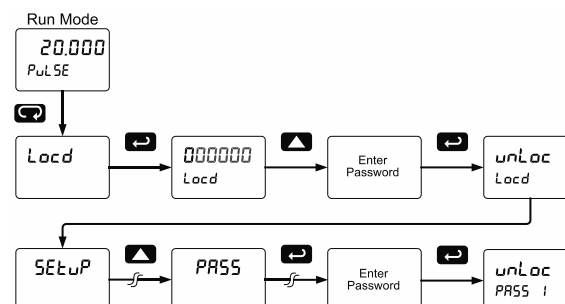 Run Mode
20.000
PuLSE
Locd
000000
Locd
Enter
Password
unLoc
Locd
SEtuP
PASS
Enter
Password
unLoc
PASS 1